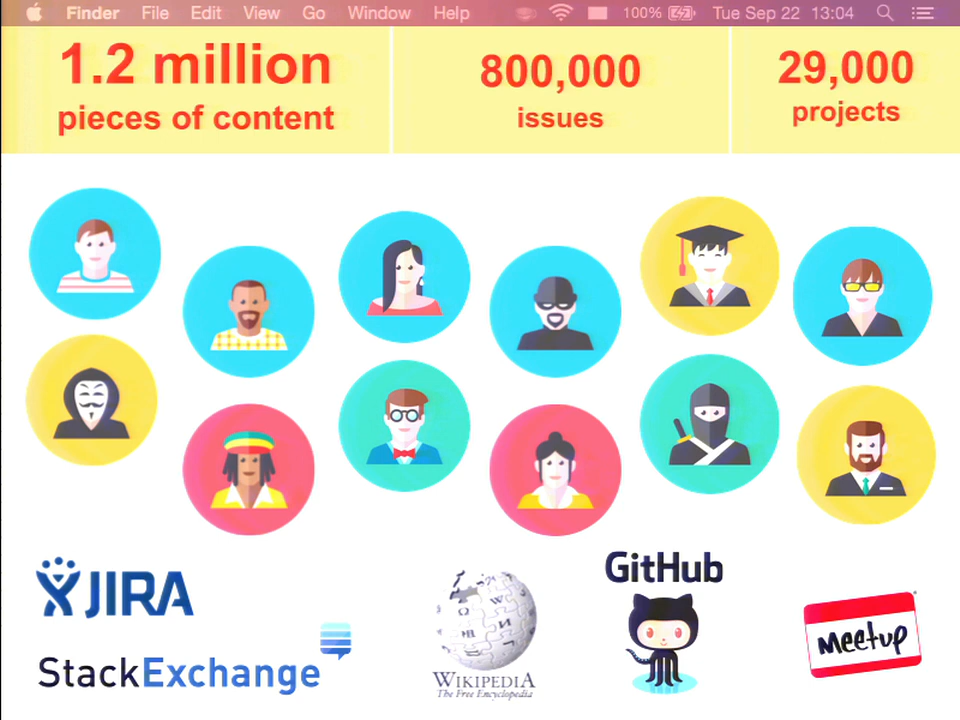 Finder File Edit View Go Window Help 100% Tue Sep 22 13:04
1.2 million
pieces of content
800,000
issues
29,000
projects
JIRA
StackExchange
WIKIPEDIA
The Free Encyclopedia
GitHub
Meetup